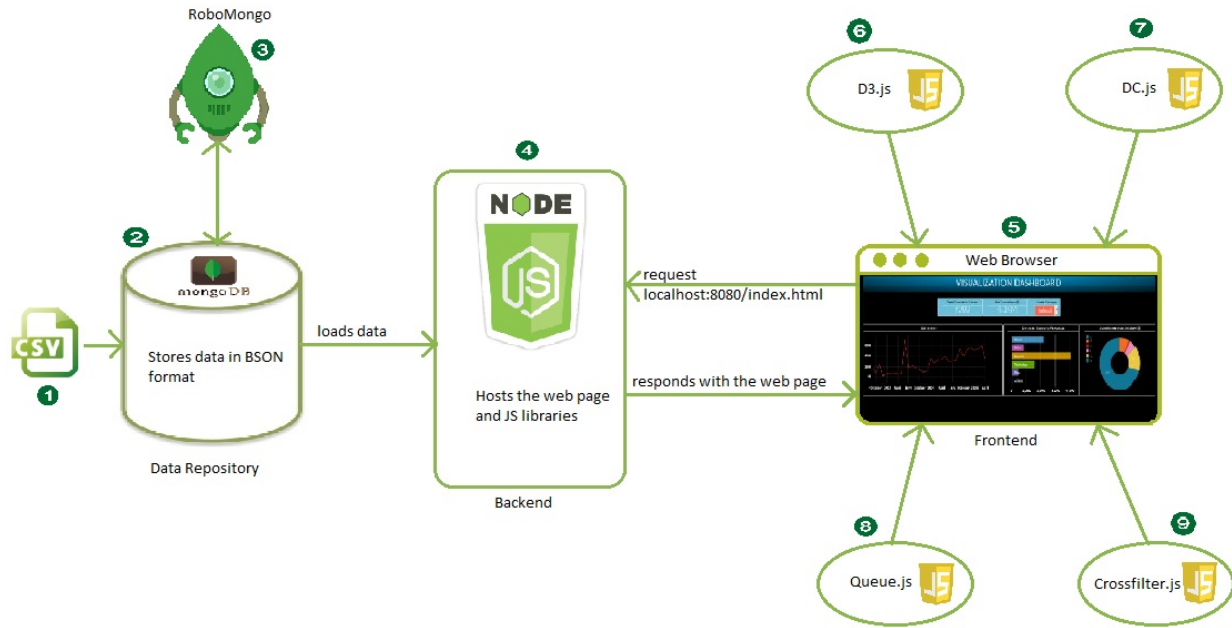 RoboMongo
3
6
7
D3.js
JS
DC.js
JS
4
NODE
JS
2
mongoDB
5
Web Browser
VISUALIZATION DASHBOARD
request
localhost:8080/index.html
CSV
loads data
Stores data in BSON
format
1
responds with the web page
Hosts the web page
and JS libraries
Frontend
Data Repository
Backend
8
9
Queue.js
JS
Crossfilter.js
JS